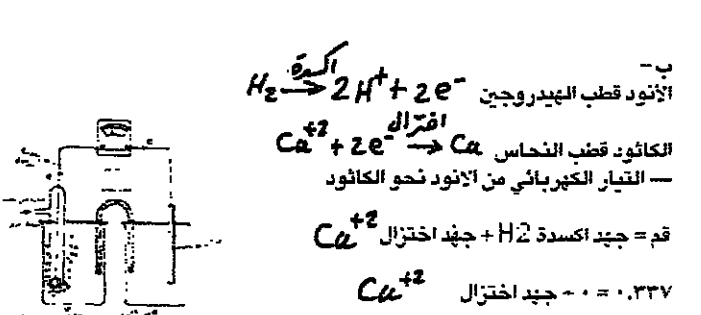 ب -
الأنود قطب الهيدروجين H₂ → 2H⁺ + 2e⁻ اكسدة
الكاثود قطب النحاس Cu⁺² + 2e⁻ → Cu اختزال
— التيار الكهربائي من الانود نحو الكاثود
قم = جهد اكسدة H2 + جهد اختزال Cu⁺²
٠.٣٣٧ = ٠ + جهد اختزال Cu⁺²